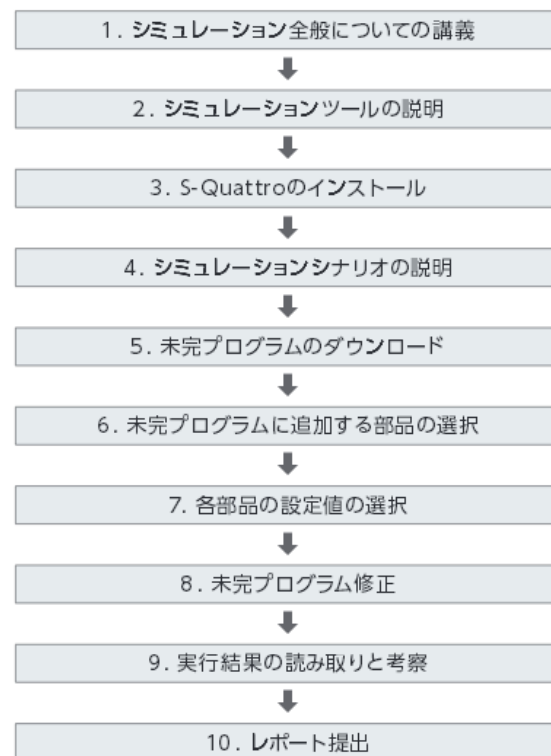 1. シミュレーション全般についての講義
2. シミュレーションツールの説明
3. S-Quattroのインストール
4. シミュレーションシナリオの説明
5. 未完プログラムのダウンロード
6. 未完プログラムに追加する部品の選択
7. 各部品の設定値の選択
8. 未完プログラム修正
9. 実行結果の読み取りと考察
10. レポート提出